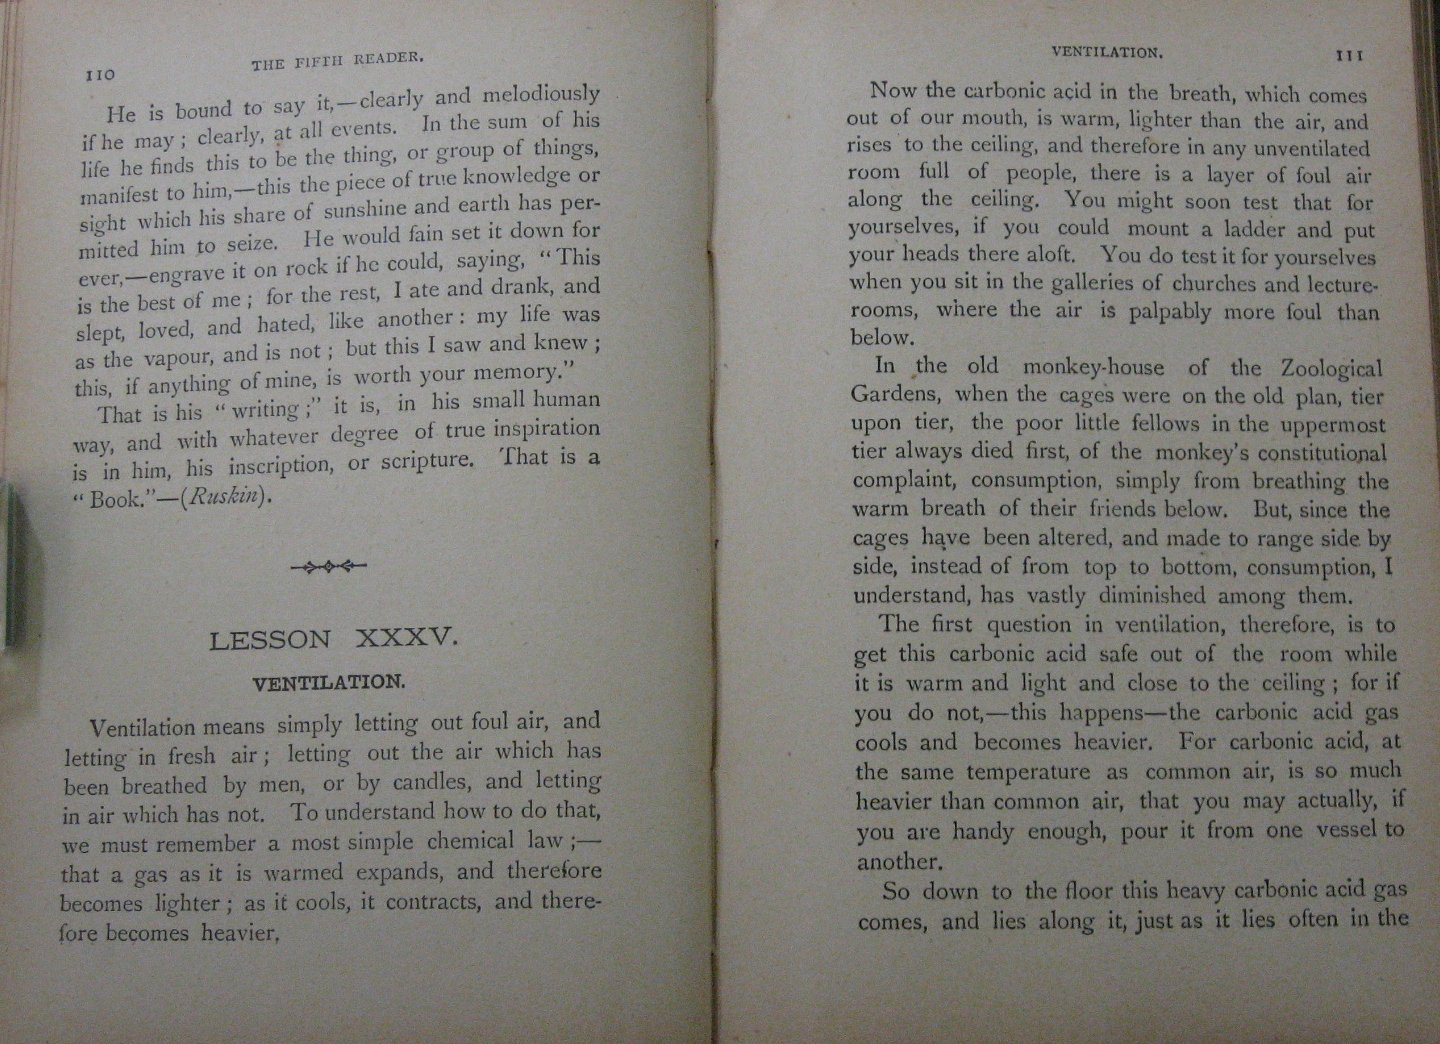 110
THE FIFTH READER.
He is bound to say it,—clearly and melodiously
if he may; clearly, at all events. In the sum of his
life he finds this to be the thing, or group of things,
manifest to him,—this the piece of true knowledge or
sight which his share of sunshine and earth has per-
mitted him to seize. He would fain set it down for
ever,—engrave it on rock if he could, saying, "This
is the best of me; for the rest, I ate and drank, and
slept, loved, and hated, like another: my life was
as the vapour, and is not; but this I saw and knew;
this, if anything of mine, is worth your memory."
That is his "writing;" it is, in his small human
way, and with whatever degree of true inspiration
is in him, his inscription, or scripture. That is a
"Book."—(Ruskin).
LESSON XXXV.
VENTILATION.
Ventilation means simply letting out foul air, and
letting in fresh air; letting out the air which has
been breathed by men, or by candles, and letting
in air which has not. To understand how to do that,
we must remember a most simple chemical law;—
that a gas as it is warmed expands, and therefore
becomes lighter; as it cools, it contracts, and there-
fore becomes heavier.
VENTILATION.
111
Now the carbonic acid in the breath, which comes
out of our mouth, is warm, lighter than the air, and
rises to the ceiling, and therefore in any unventilated
room full of people, there is a layer of foul air
along the ceiling. You might soon test that for
yourselves, if you could mount a ladder and put
your heads there aloft. You do test it for yourselves
when you sit in the galleries of churches and lecture-
rooms, where the air is palpably more foul than
below.
In the old monkey-house of the Zoological
Gardens, when the cages were on the old plan, tier
upon tier, the poor little fellows in the uppermost
tier always died first, of the monkey's constitutional
complaint, consumption, simply from breathing the
warm breath of their friends below. But, since the
cages have been altered, and made to range side by
side, instead of from top to bottom, consumption, I
understand, has vastly diminished among them.
The first question in ventilation, therefore, is to
get this carbonic acid safe out of the room while
it is warm and light and close to the ceiling; for if
you do not,—this happens—the carbonic acid gas
cools and becomes heavier. For carbonic acid, at
the same temperature as common air, is so much
heavier than common air, that you may actually, if
you are handy enough, pour it from one vessel to
another.
So down to the floor this heavy carbonic acid gas
comes, and lies along it, just as it lies often in the